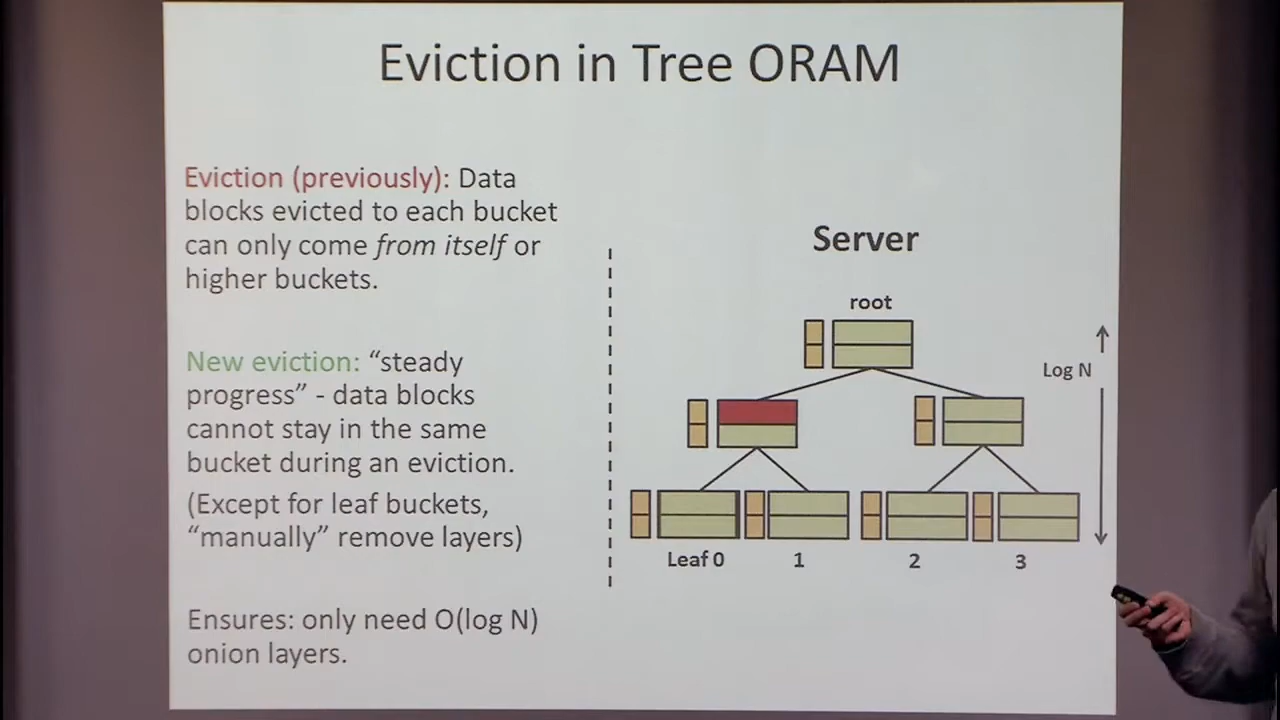 Eviction in Tree ORAM
Eviction (previously): Data
blocks evicted to each bucket
can only come from itself or
higher buckets.
New eviction: “steady
progress” - data blocks
cannot stay in the same
bucket during an eviction.
(Except for leaf buckets,
“manually” remove layers)
Ensures: only need O(log N)
onion layers.
Server
root
Log N
Leaf 0
1
2
3